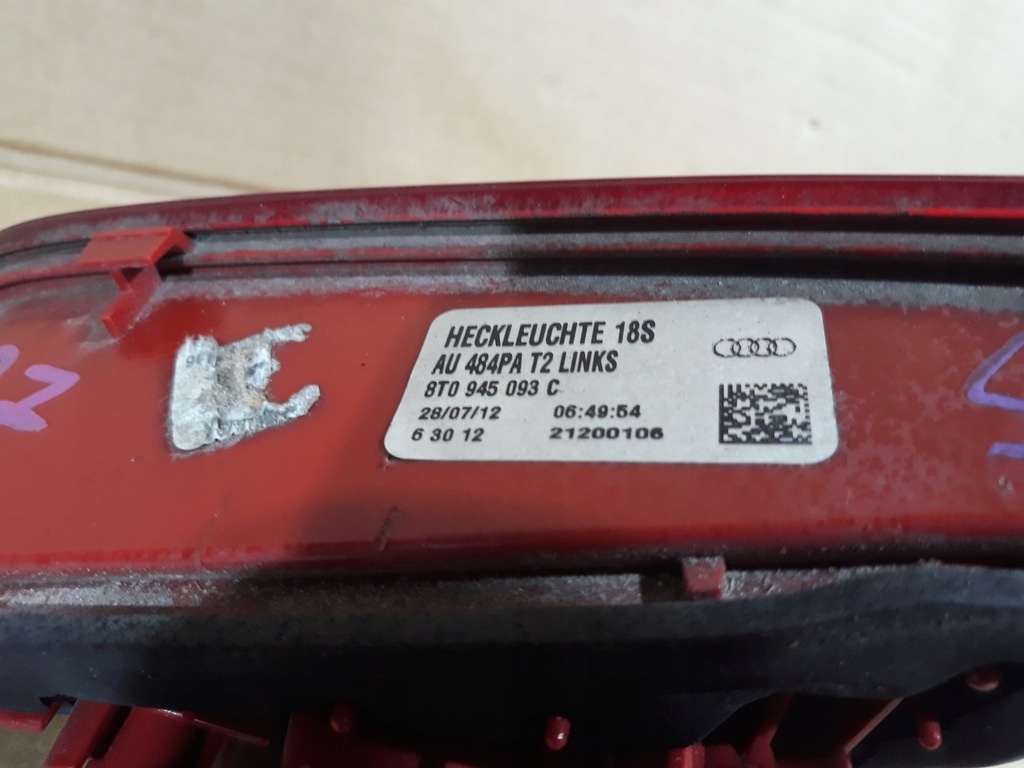 HECKLEUCHTE 18S
AU 484PA T2 LINKS
8T0 945 093 C
28/07/12 06:49:54
6 30 12 21200106